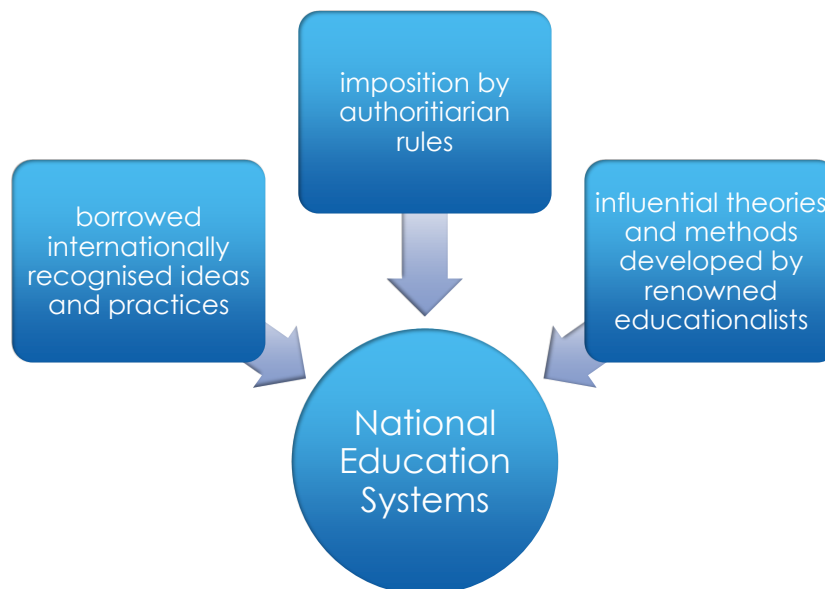 imposition by
authoritiarian
rules
borrowed
internationally
recognised ideas
and practices
influential theories
and methods
developed by
renowned
educationalists
National
Education
Systems